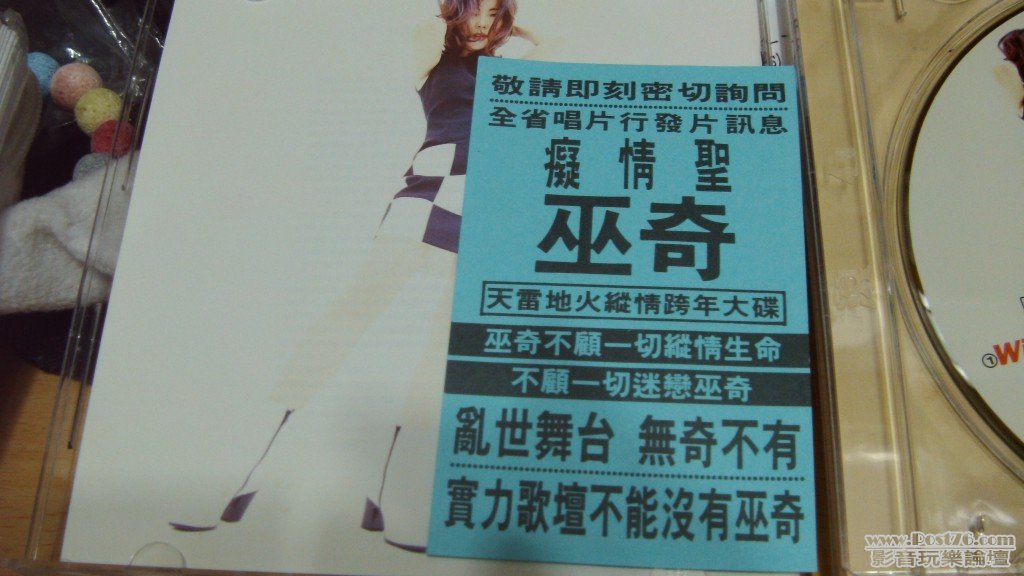 敬請即刻密切詢問
全省唱片行發片訊息
癡情聖
巫奇
天雷地火縱情跨年大碟
巫奇不顧一切縱情生命
不顧一切迷戀巫奇
亂世舞台 無奇不有
實力歌壇不能沒有巫奇
①Wi
www.Post76.com
影音玩樂論壇